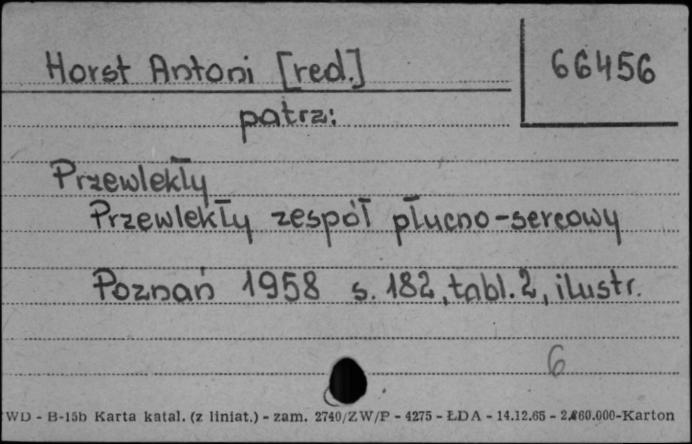 Horst Antoni [red.]
66456
patrz:
Przewlekły
Przewlekły zespół płucno-sercowy
Poznań 1958 s. 182, tabl. 2, ilustr.
6
WD - B-15b Karta katal. (z liniat.) - zam. 2740/ZW/P - 4275 - ŁDA - 14.12.65 - 2.860.000-Karton